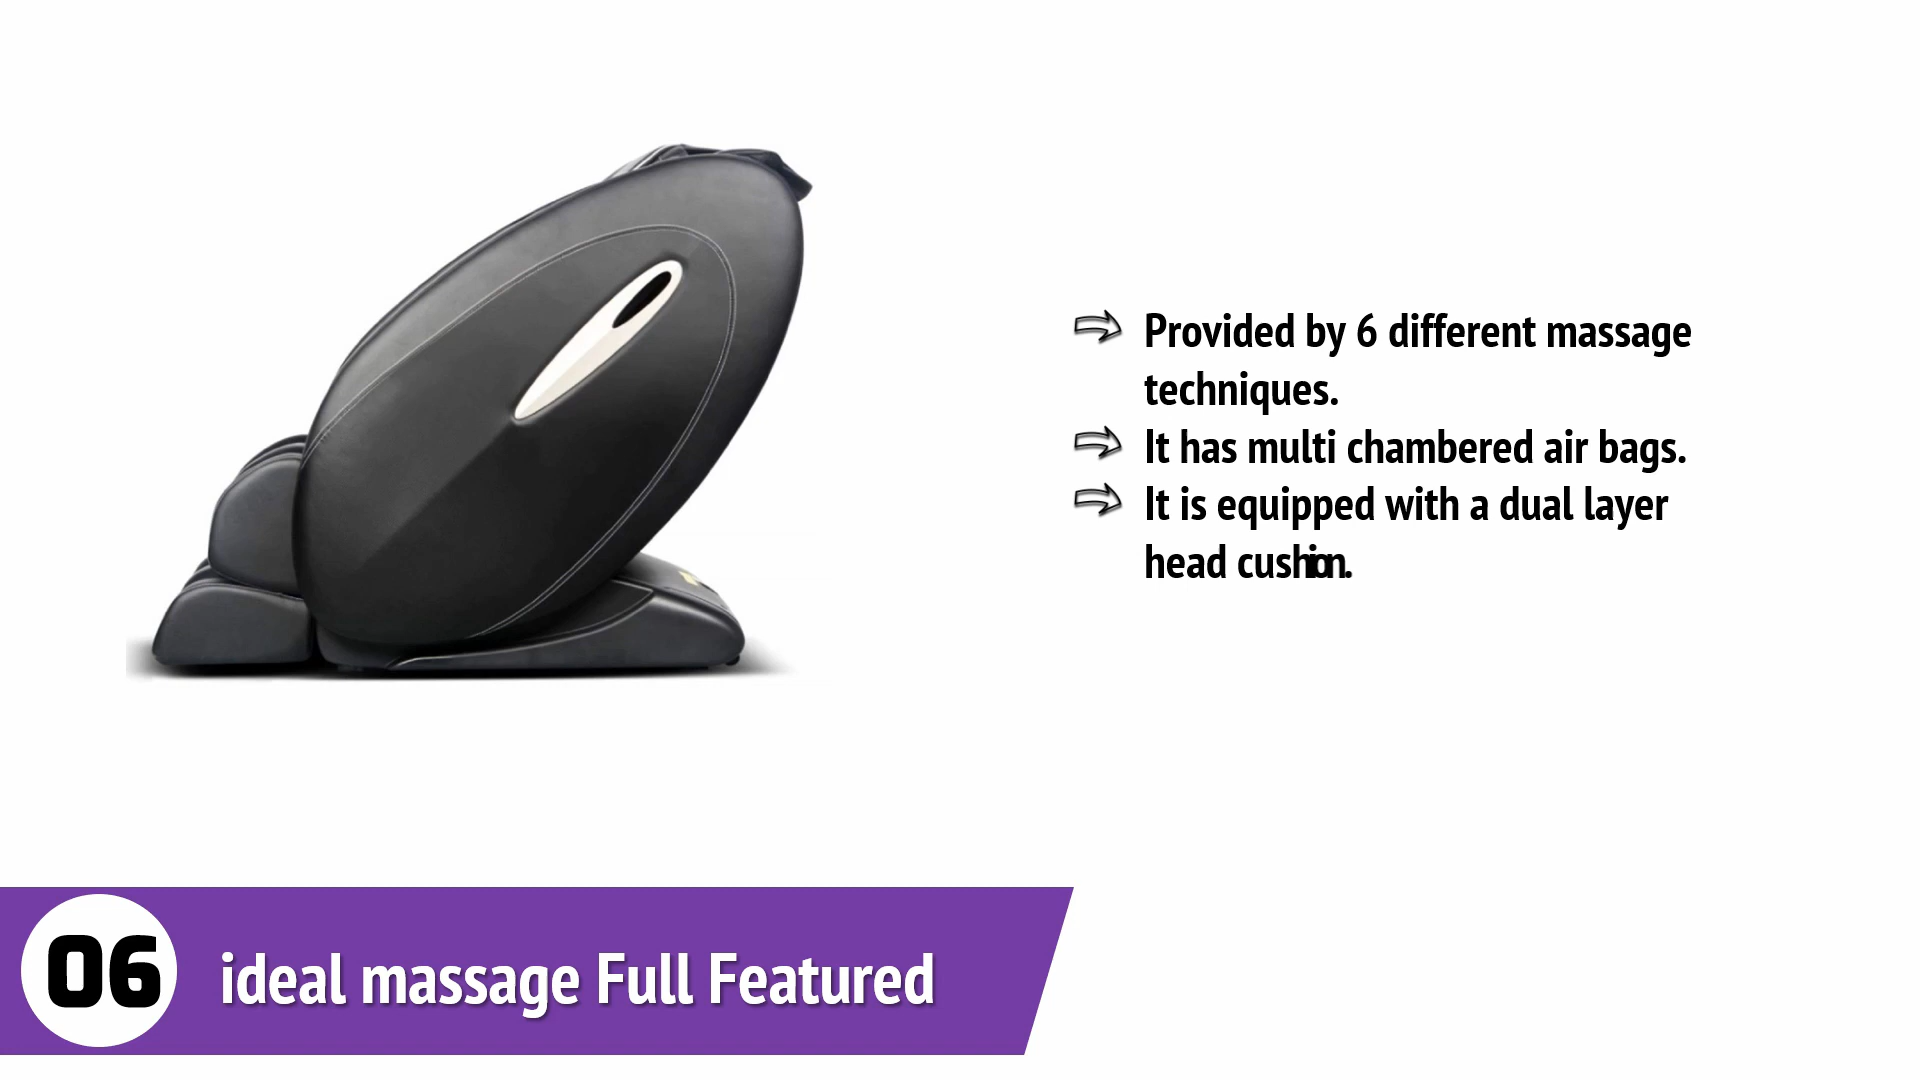 Provided by 6 different massage
techniques.
It has multi chambered air bags.
It is equipped with a dual layer
head cushion.
06
ideal massage Full Featured